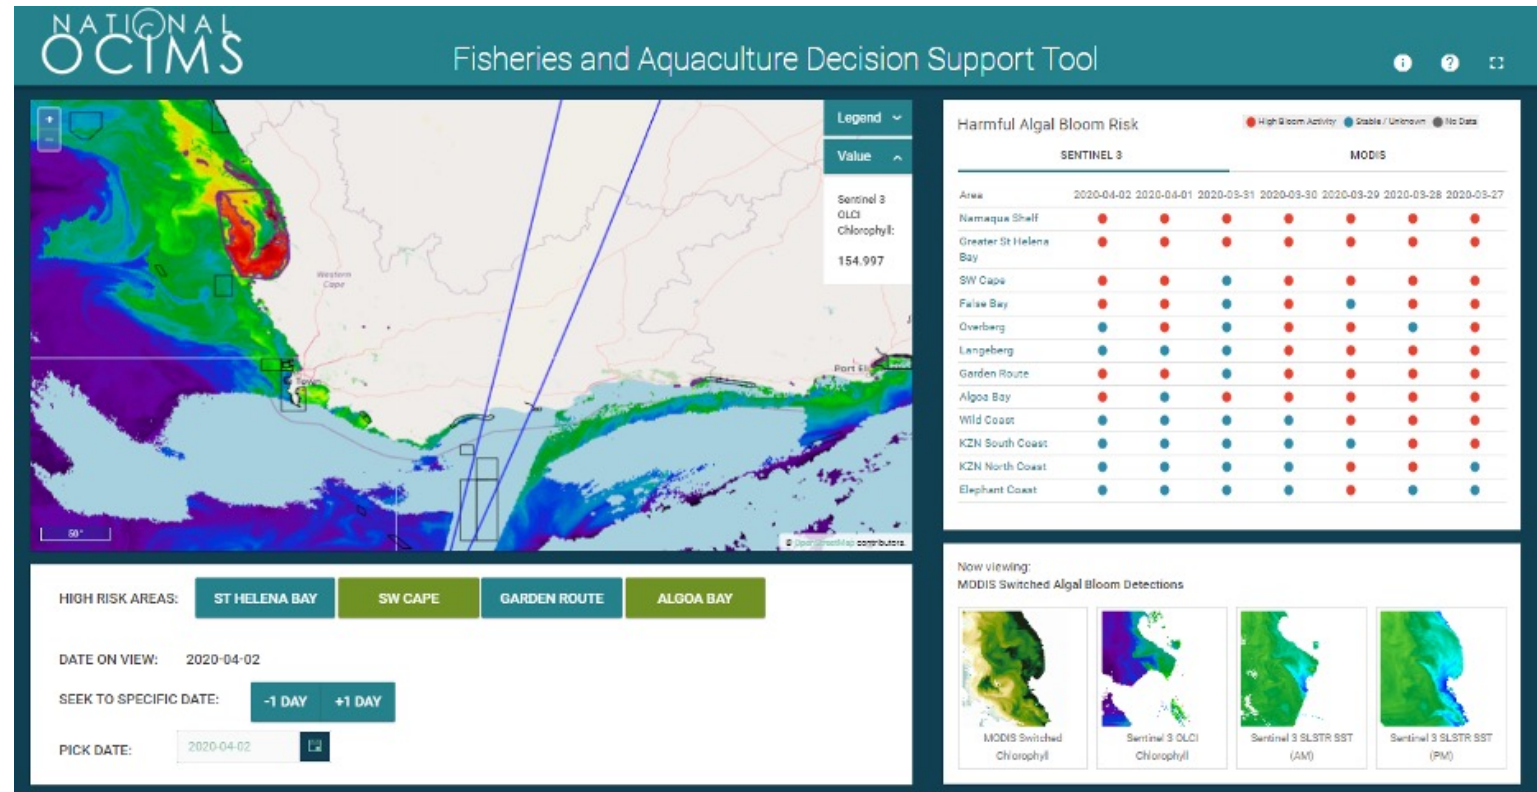 NATIONAL
OCIMS
Fisheries and Aquaculture Decision Support Tool
Legend
Value
Sentinel 3
OLCI
Chlorophyll:
154.997
Western
Cape
Town
Port El
50°
© OpenStreetMap contributors.
HIGH RISK AREAS:
ST HELENA BAY
SW CAPE
GARDEN ROUTE
ALGOA BAY
DATE ON VIEW: 2020-04-02
SEEK TO SPECIFIC DATE:
-1 DAY
+1 DAY
PICK DATE:
2020-04-02
Harmful Algal Bloom Risk
High Bloom Activity
Stable / Unknown
No Data
SENTINEL 3
MODIS
Area 2020-04-02 2020-04-01 2020-03-31 2020-03-30 2020-03-29 2020-03-28 2020-03-27
Namaqua Shelf
Greater St Helena
Bay
SW Cape
False Bay
Overberg
Langeberg
Garden Route
Algoa Bay
Wild Coast
KZN South Coast
KZN North Coast
Elephant Coast
Now viewing:
MODIS Switched Algal Bloom Detections
MODIS Switched
Chlorophyll
Sentinel 3 OLCI
Chlorophyll
Sentinel 3 SLSTR SST
(AM)
Sentinel 3 SLSTR SST
(PM)